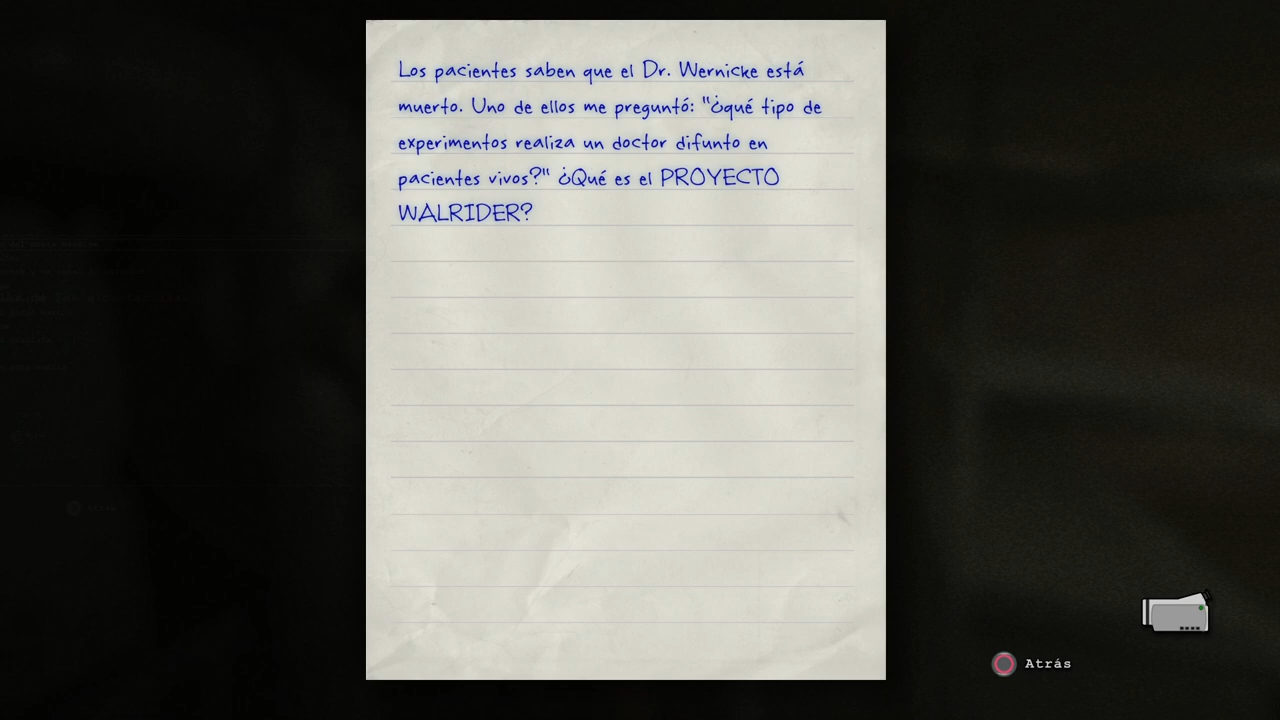 Los pacientes saben que el Dr. Wernicke está
muerto. Uno de ellos me preguntó: "¿qué tipo de
experimentos realiza un doctor difunto en
pacientes vivos?" ¿Qué es el PROYECTO
WALRIDER?
Atrás